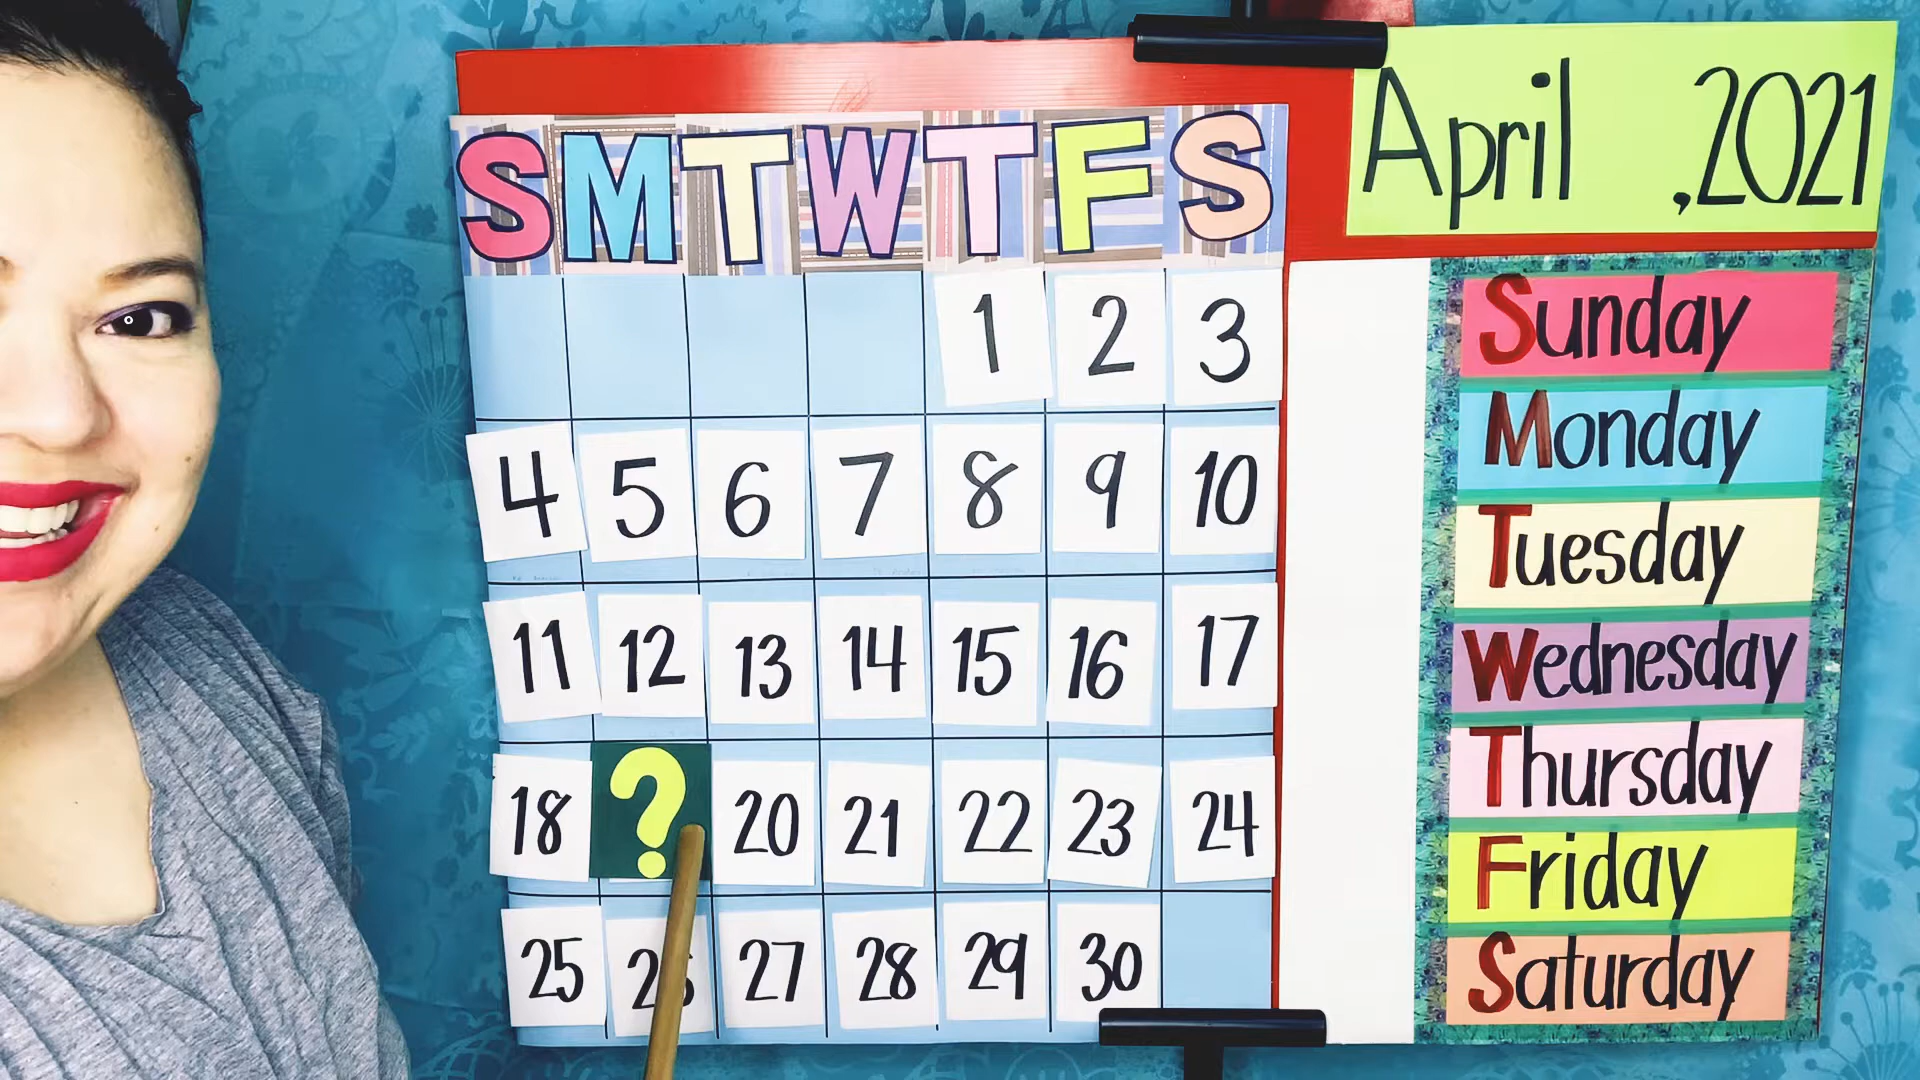 April ,2021
S M T W T F S
1 2 3
4 5 6 7 8 9 10
11 12 13 14 15 16 17
18 ? 20 21 22 23 24
25 26 27 28 29 30
Sunday
Monday
Tuesday
Wednesday
Thursday
Friday
Saturday